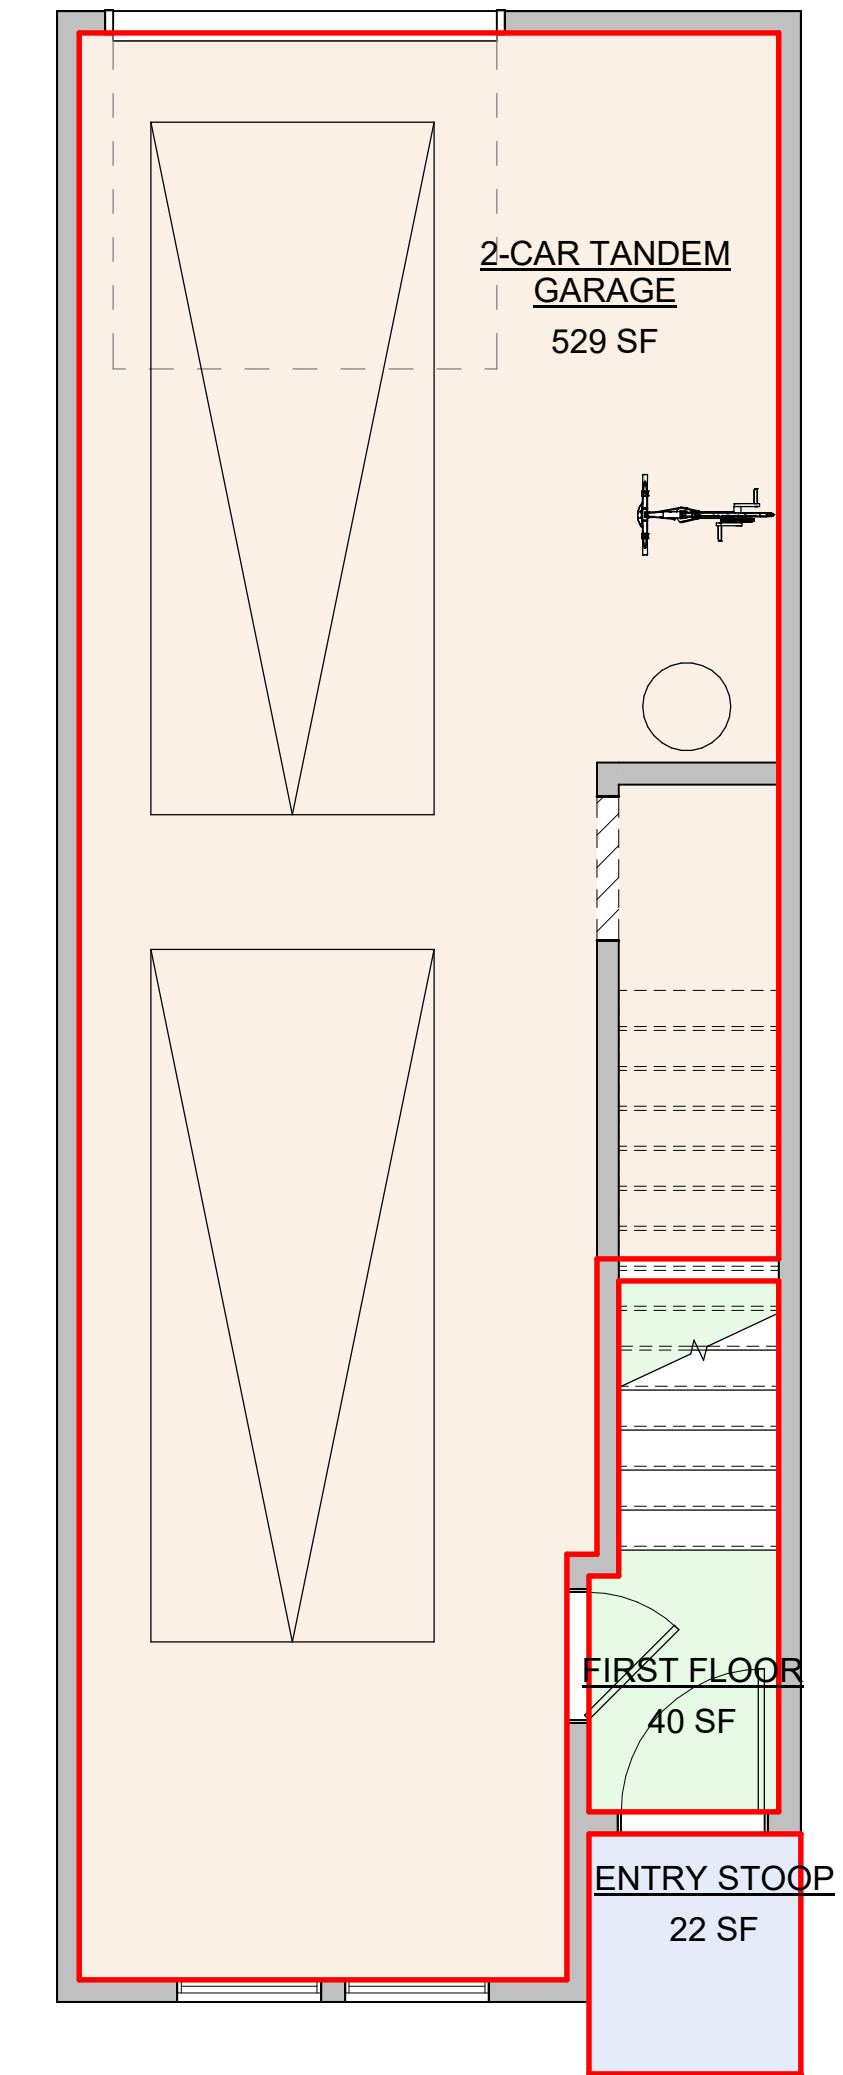 2-CAR TANDEM
GARAGE
529 SF
FIRST FLOOR
40 SF
ENTRY STOOP
22 SF